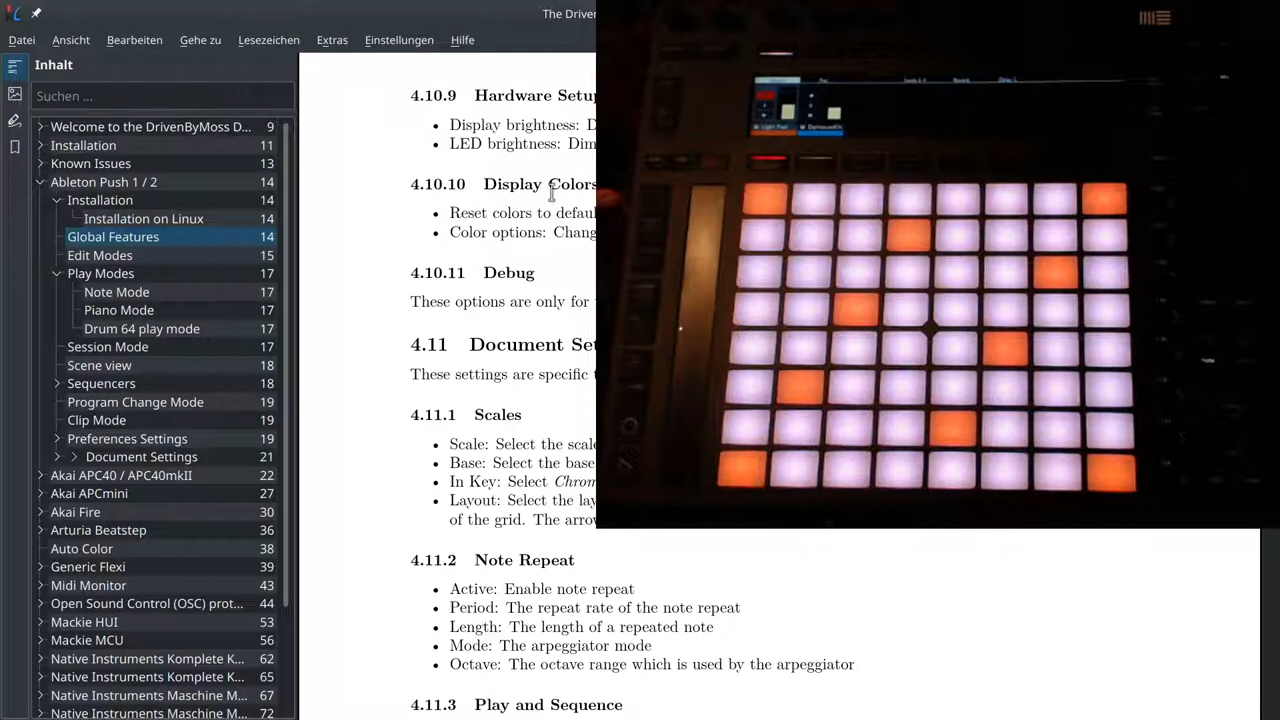 The Driven
Datei Ansicht Bearbeiten Gehe zu Lesezeichen Extras Einstellungen Hilfe
Inhalt
Suchen ...
Welcome to the DrivenByMoss D... 9
Installation 11
Known Issues 13
Ableton Push 1 / 2 14
Installation 14
Installation on Linux 14
Global Features 14
Edit Modes 15
Play Modes 17
Note Mode 17
Piano Mode 17
Drum 64 play mode 17
Session Mode 17
Scene view 18
Sequencers 18
Program Change Mode 19
Clip Mode 19
Preferences Settings 19
Document Settings 21
Akai APC40 / APC40mkII 22
Akai APCmini 27
Akai Fire 30
Arturia Beatstep 36
Auto Color 38
Generic Flexi 39
Midi Monitor 43
Open Sound Control (OSC) prot... 44
Mackie HUI 53
Mackie MCU 56
Native Instruments Komplete K... 62
Native Instruments Komplete K... 65
Native Instruments Maschine M... 67
Native Instruments Maschine M... 72
4.10.9 Hardware Setup
• Display brightness: D
• LED brightness: Dim
4.10.10 Display Colors
• Reset colors to defau
• Color options: Chang
4.10.11 Debug
These options are only for
4.11 Document Set
These settings are specific t
4.11.1 Scales
• Scale: Select the scale
• Base: Select the base
• In Key: Select Chrom
• Layout: Select the lay
of the grid. The arrow
4.11.2 Note Repeat
• Active: Enable note repeat
• Period: The repeat rate of the note repeat
• Length: The length of a repeated note
• Mode: The arpeggiator mode
• Octave: The octave range which is used by the arpeggiator
4.11.3 Play and Sequence
Note